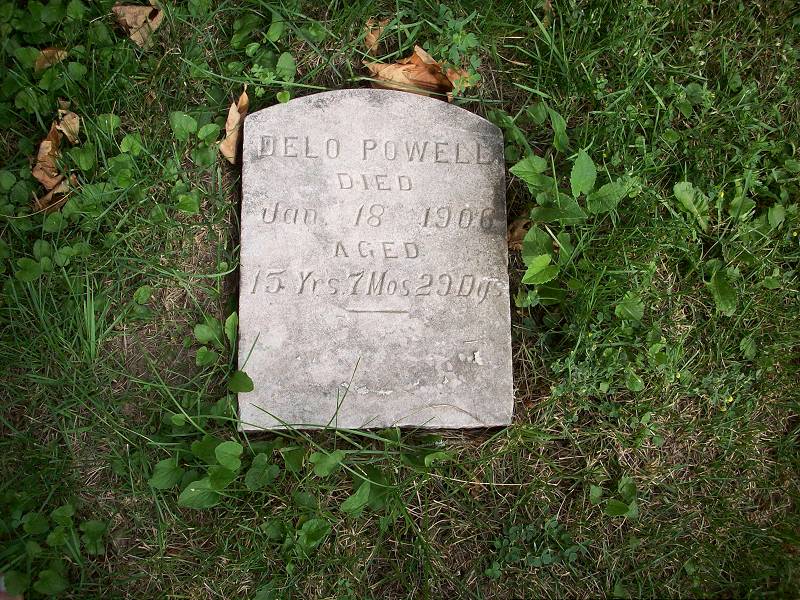 DELO POWELL
DIED
Jan. 18 1906
AGED
15 Yrs. 7 Mos. 29 Dys.